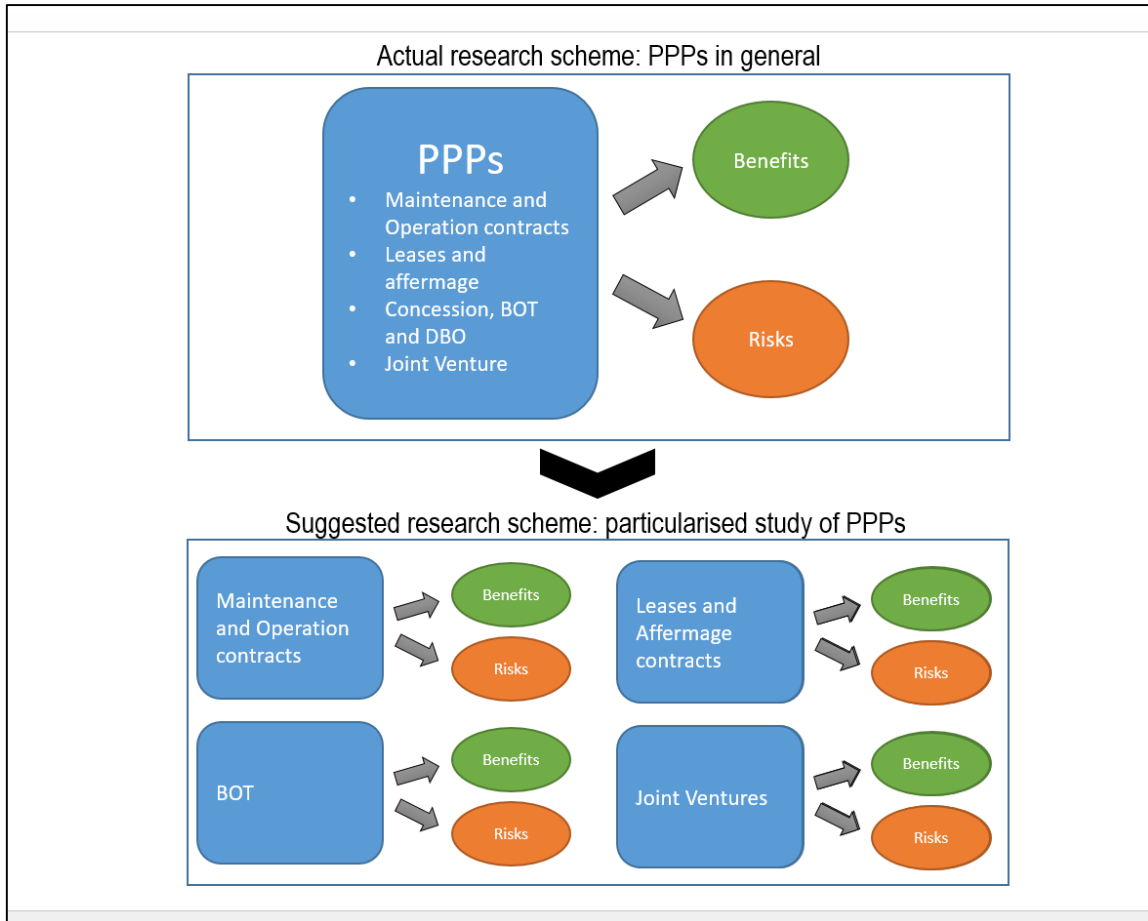 Actual research scheme: PPPs in general
PPPs
• Maintenance and
Operation contracts
• Leases and
affermage
• Concession, BOT
and DBO
• Joint Venture
Benefits
Risks
Suggested research scheme: particularised study of PPPs
Maintenance
and Operation
contracts
Benefits
Risks
Leases and
Affermage
contracts
Benefits
Risks
BOT
Benefits
Risks
Joint Ventures
Benefits
Risks